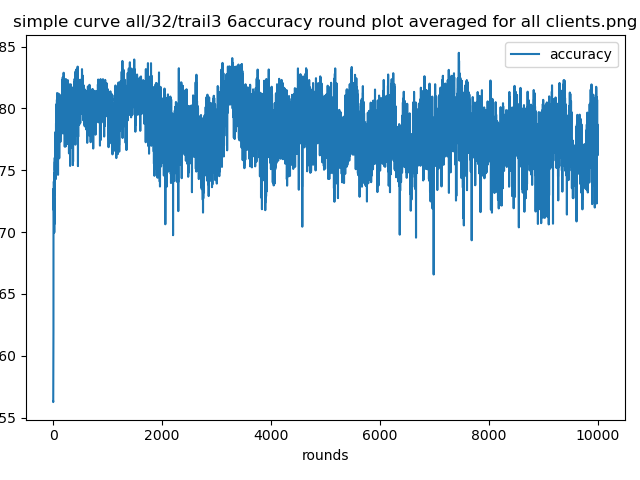 simple curve all/32/trail3 6accuracy round plot averaged for all clients.png
accuracy
85
80
75
70
65
60
55
0 2000 4000 6000 8000 10000
rounds